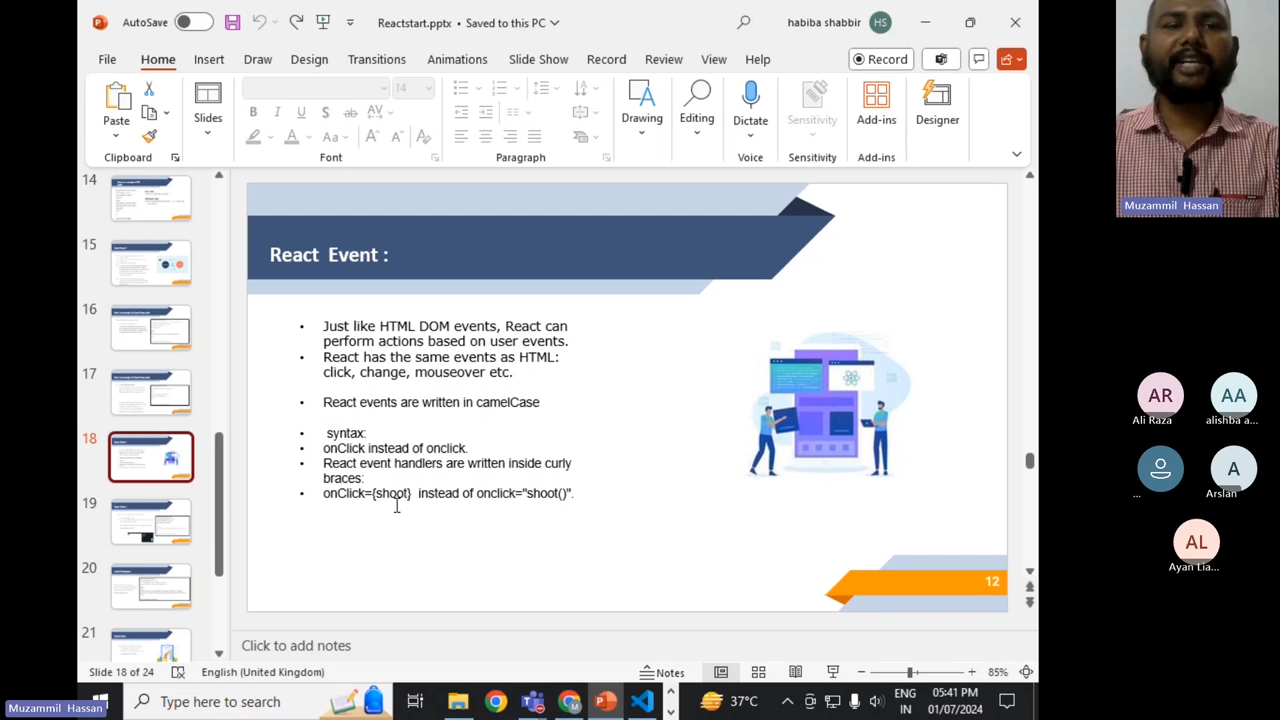 AutoSave
Reactstart.pptx • Saved to this PC
habiba shabbir
HS
File Home Insert Draw Design Transitions Animations Slide Show Record Review View Help
Record
Paste
Slides
14
B I U S ab AV
Aa A A A
Drawing
Editing
Dictate
Sensitivity
Add-ins
Designer
Clipboard
Font
Paragraph
Voice
Sensitivity
Add-ins
Muzammil Hassan
14
15
16
17
18
19
20
21
React Event :
• Just like HTML DOM events, React can
perform actions based on user events.
• React has the same events as HTML:
click, change, mouseover etc.
• React events are written in camelCase
• syntax:
• onClick instead of onclick.
• React event handlers are written inside curly
braces:
• onClick={shoot} instead of onclick="shoot()".
12
Click to add notes
Slide 18 of 24
English (United Kingdom)
Notes
85%
AR
Ali Raza
AA
alishba a...
...
A
Arslan
AL
Ayan Lia...
Muzammil Hassan
Type here to search
37°C
ENG
IN
05:41 PM
01/07/2024